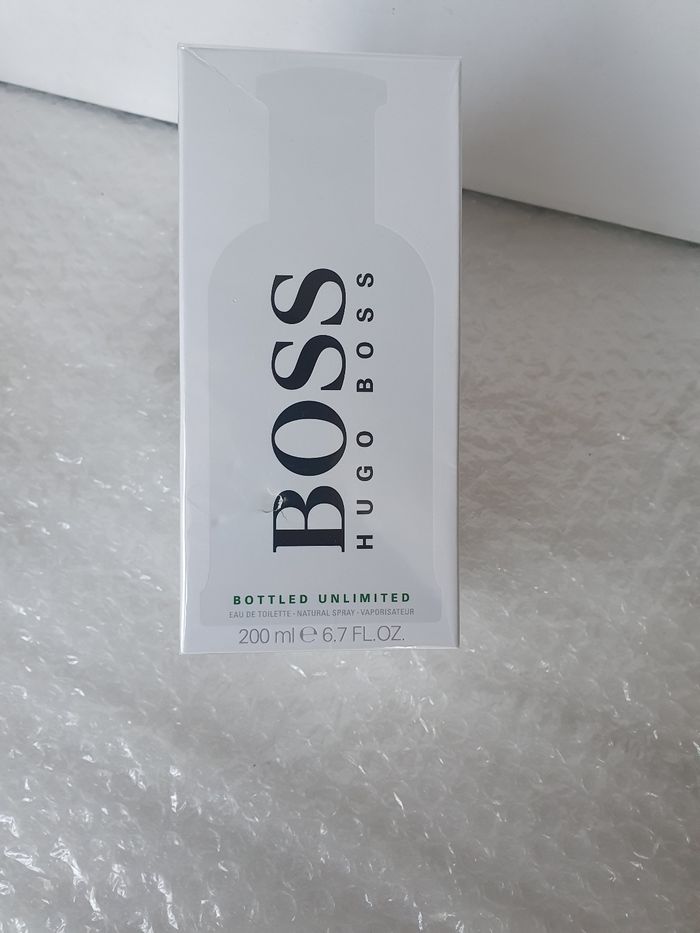 BOSS
HUGO BOSS
BOTTLED UNLIMITED
EAU DE TOILETTE - NATURAL SPRAY - VAPORISATEUR
200 ml ℮ 6.7 FL.OZ.